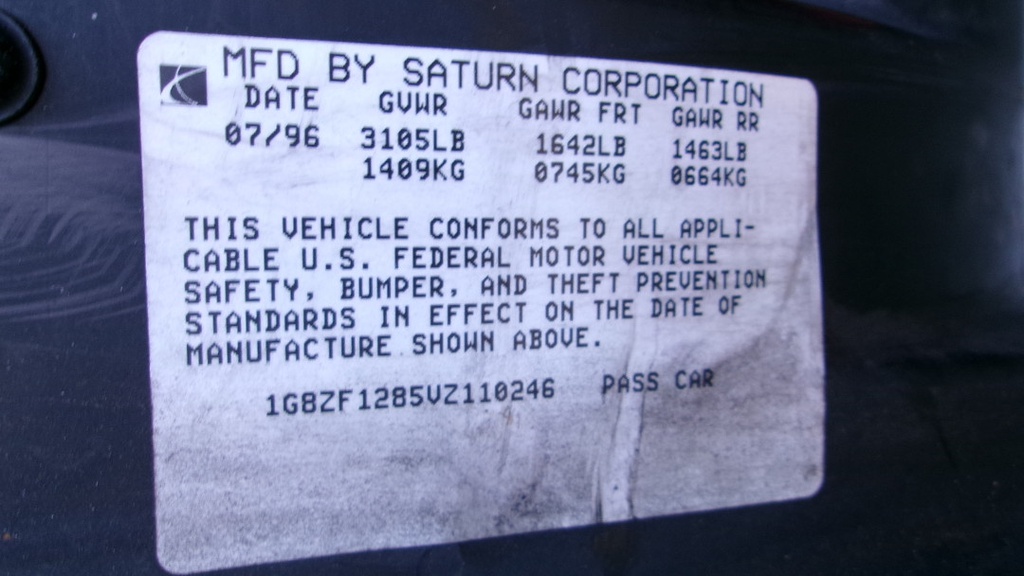 MFD BY SATURN CORPORATION
DATE GVWR GAWR FRT GAWR RR
07/96 3105LB 1642LB 1463LB
1409KG 0745KG 0664KG
THIS VEHICLE CONFORMS TO ALL APPLI-
CABLE U.S. FEDERAL MOTOR VEHICLE
SAFETY, BUMPER, AND THEFT PREVENTION
STANDARDS IN EFFECT ON THE DATE OF
MANUFACTURE SHOWN ABOVE.
1G8ZF1285VZ110246 PASS CAR